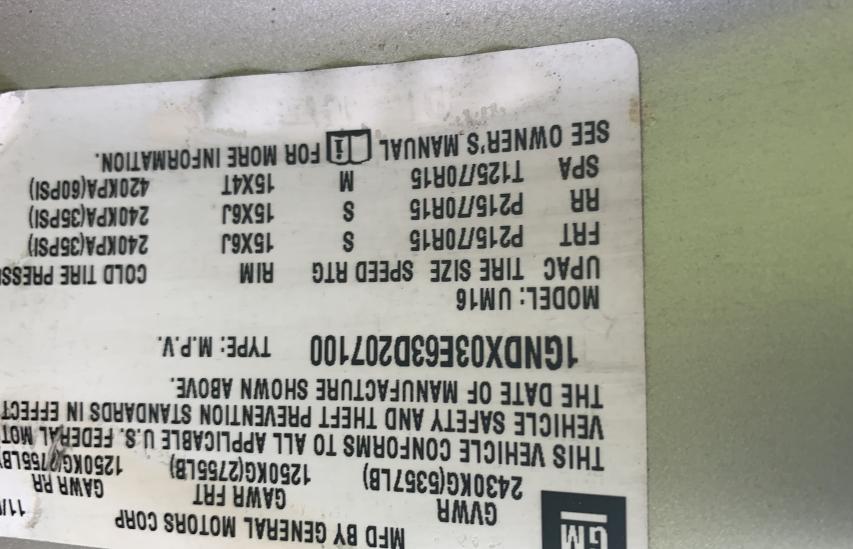 GM
MFD BY GENERAL MOTORS CORP
GVWR GAWR FRT GAWR RR
2430KG(5357LB) 1250KG(2755LB) 1250KG(2755LB
THIS VEHICLE CONFORMS TO ALL APPLICABLE U.S. FEDERAL MOT
VEHICLE SAFETY AND THEFT PREVENTION STANDARDS IN EFFECT
THE DATE OF MANUFACTURE SHOWN ABOVE.
1GNDX03E63D207100 TYPE: M.P.V.
MODEL: UM16
UPAC TIRE SIZE SPEED RTG RIM COLD TIRE PRESSU
FRT P215/70R15 S 15X6J 240KPA(35PSI)
RR P215/70R15 S 15X6J 240KPA(35PSI)
SPA T125/70R15 M 15X4T 420KPA(60PSI)
SEE OWNER'S MANUAL FOR MORE INFORMATION.